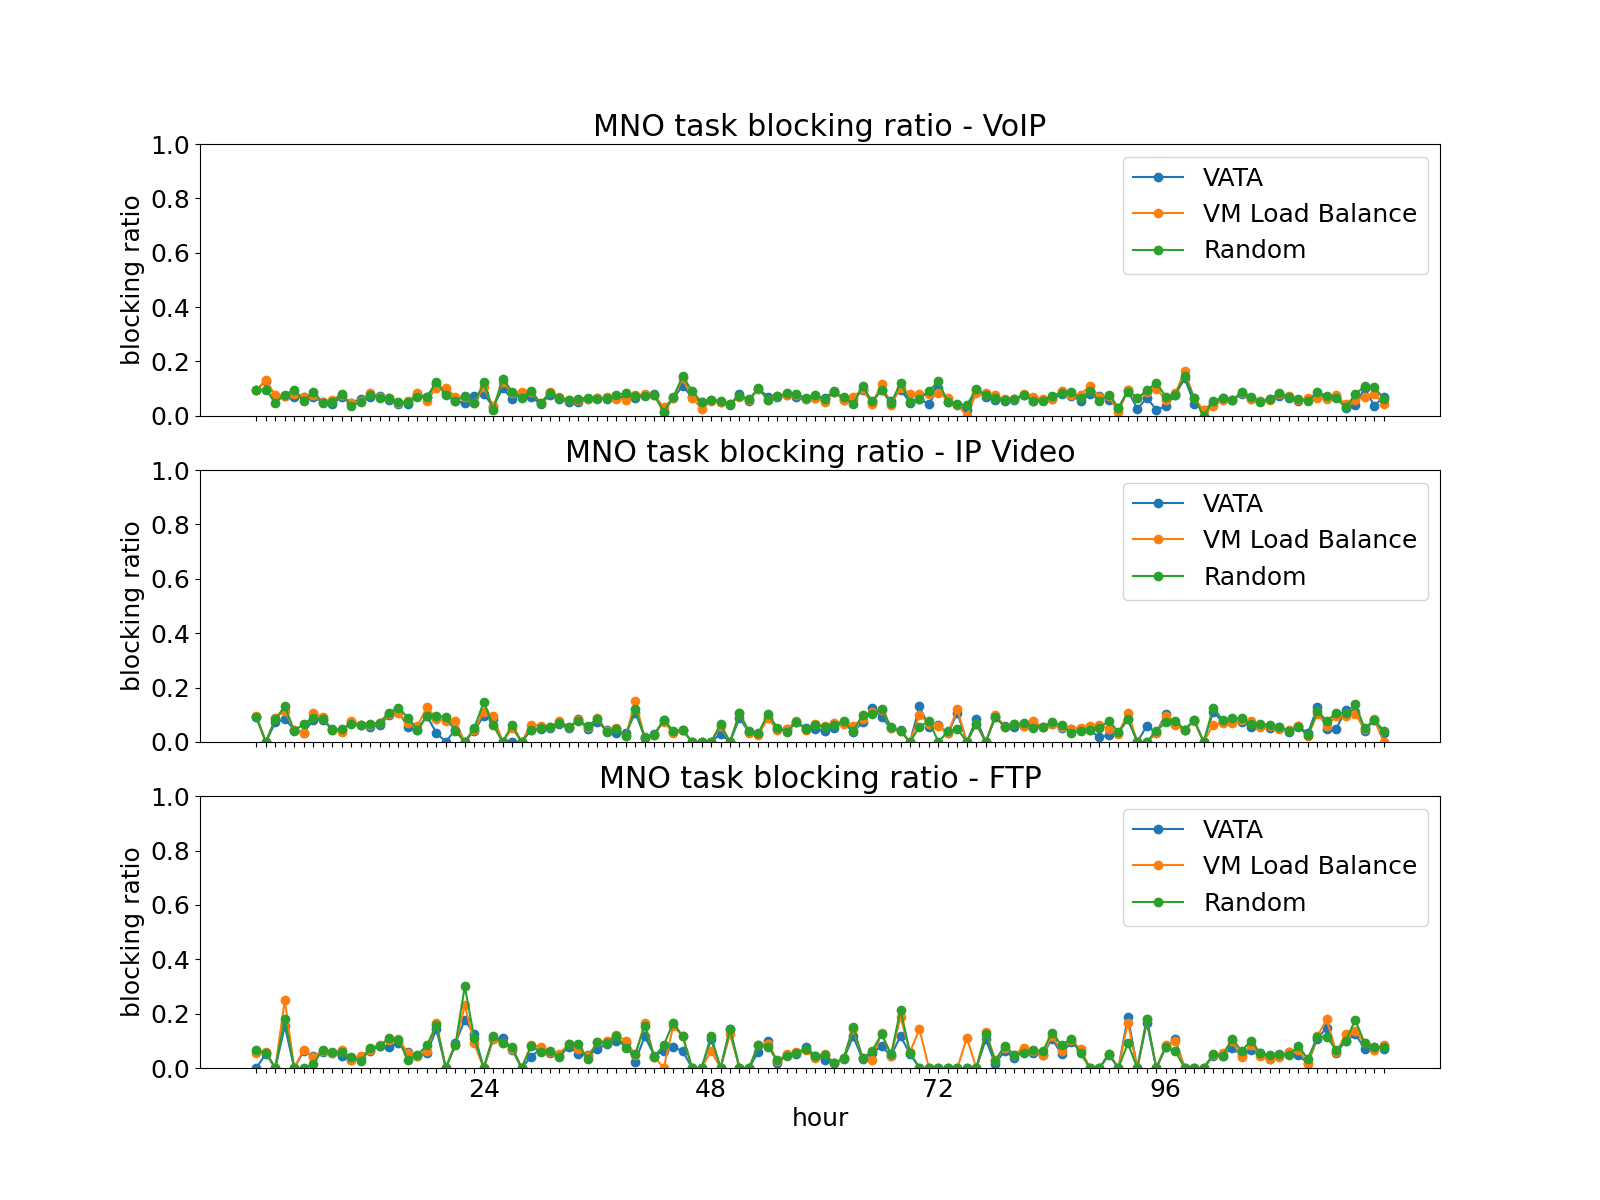 MNO task blocking ratio - VoIP
1.0
0.8
0.6
0.4
0.2
0.0
blocking ratio
VATA
VM Load Balance
Random
MNO task blocking ratio - IP Video
1.0
0.8
0.6
0.4
0.2
0.0
blocking ratio
VATA
VM Load Balance
Random
MNO task blocking ratio - FTP
1.0
0.8
0.6
0.4
0.2
0.0
blocking ratio
VATA
VM Load Balance
Random
24 48 72 96
hour